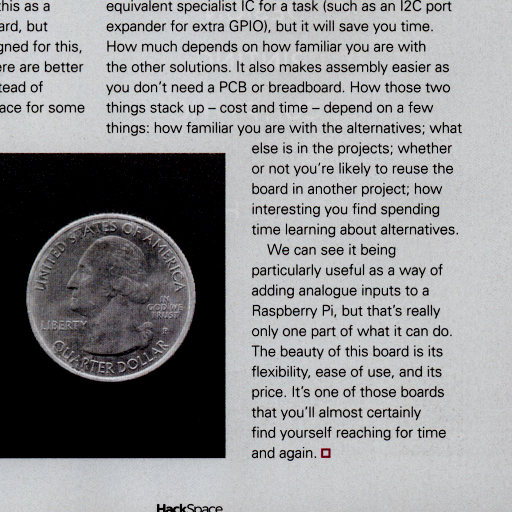 this as a
ard, but
gned for this,
ere are better
tead of
ace for some
equivalent specialist IC for a task (such as an I2C port
expander for extra GPIO), but it will save you time.
How much depends on how familiar you are with
the other solutions. It also makes assembly easier as
you don’t need a PCB or breadboard. How those two
things stack up – cost and time – depend on a few
things: how familiar you are with the alternatives; what
else is in the projects; whether
or not you’re likely to reuse the
board in another project; how
interesting you find spending
time learning about alternatives.
We can see it being
particularly useful as a way of
adding analogue inputs to a
Raspberry Pi, but that’s really
only one part of what it can do.
The beauty of this board is its
flexibility, ease of use, and its
price. It’s one of those boards
that you’ll almost certainly
find yourself reaching for time
and again.
UNITED STATES OF AMERICA
LIBERTY
IN
GOD WE
TRUST
P
QUARTER DOLLAR
HackSpace